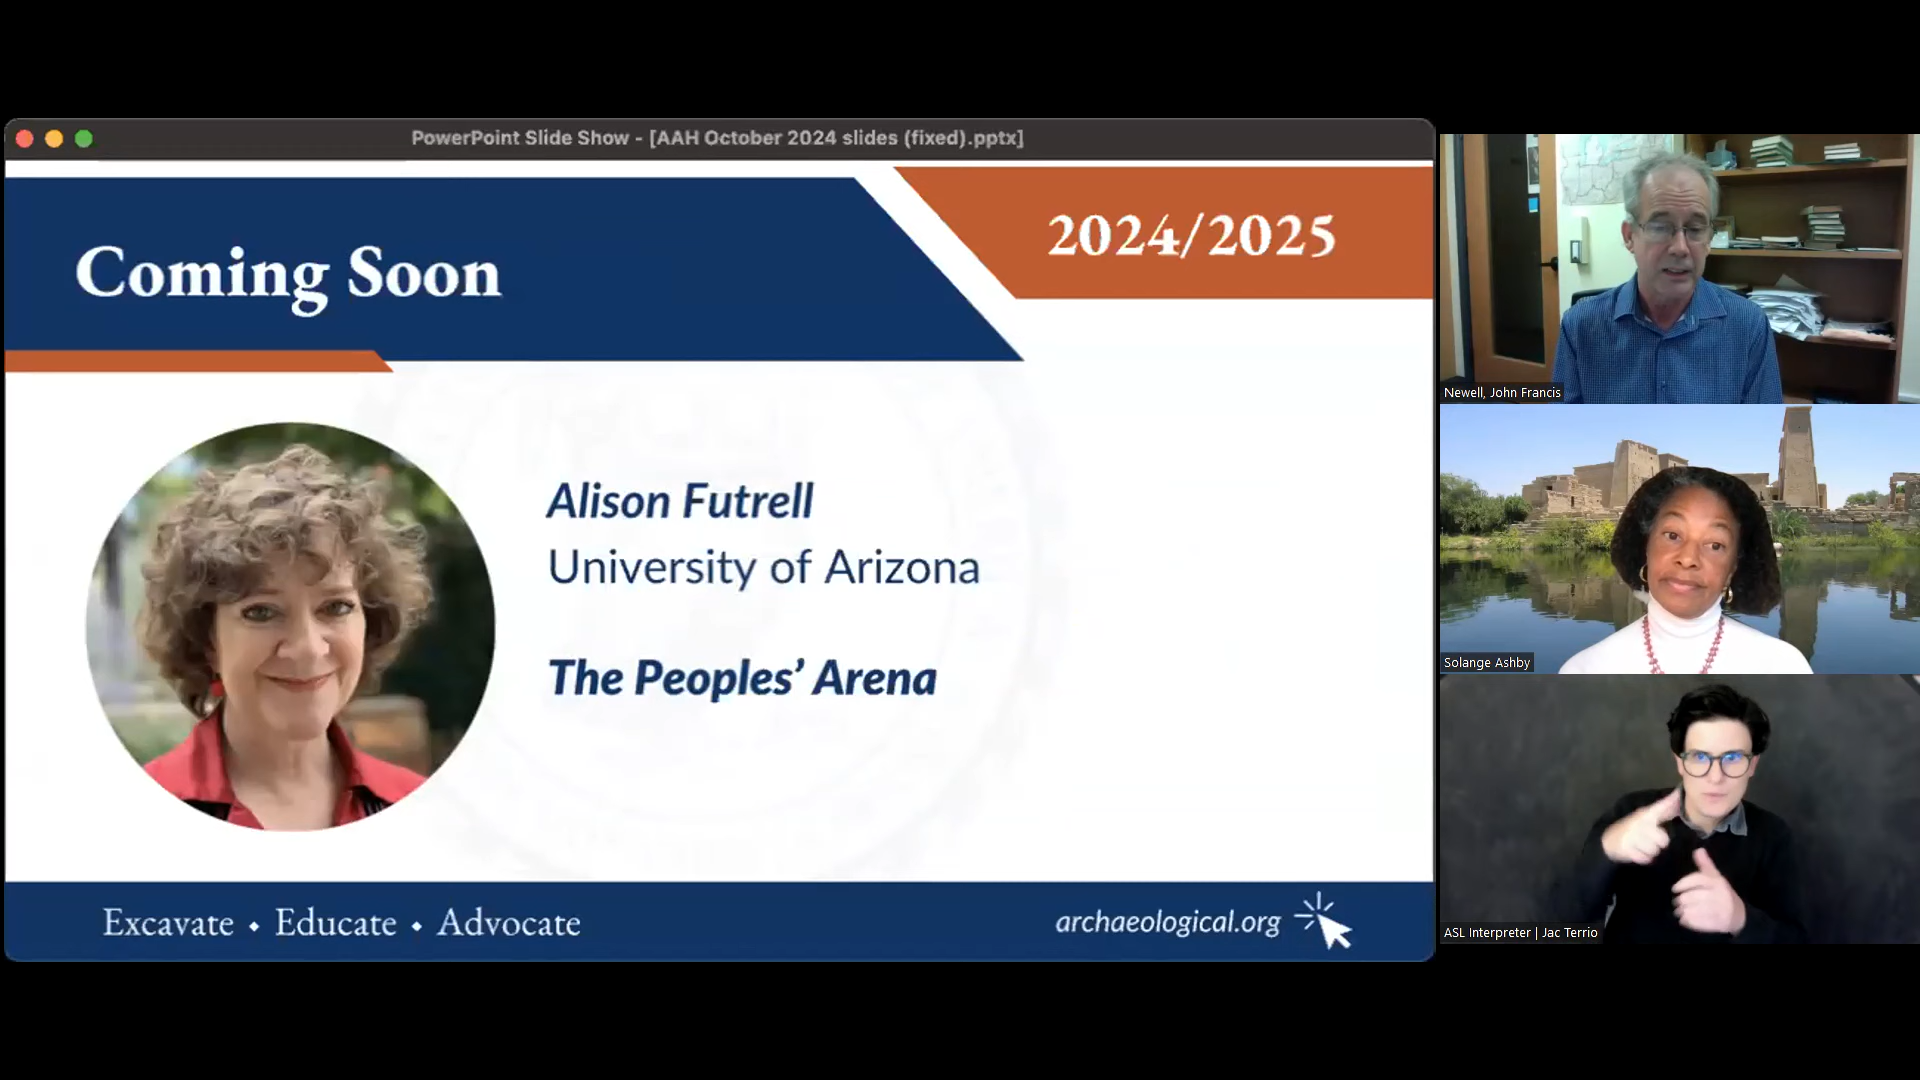 PowerPoint Slide Show - [AAH October 2024 slides (fixed).pptx]
Coming Soon
2024/2025
Alison Futrell
University of Arizona
The Peoples’ Arena
Excavate • Educate • Advocate
archaeological.org
Newell, John Francis
Solange Ashby
ASL Interpreter | Jac Terrio